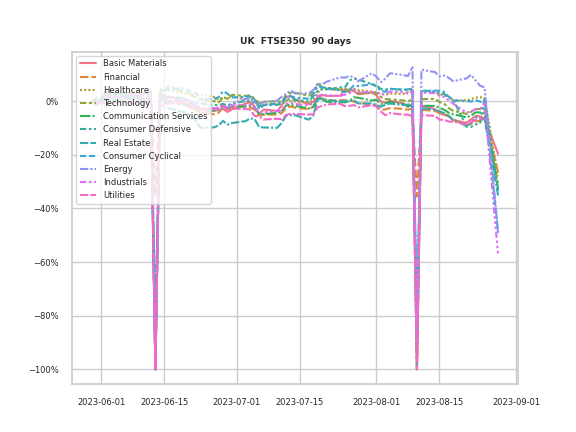 UK FTSE350 90 days
Basic Materials
Financial
Healthcare
Technology
Communication Services
Consumer Defensive
Real Estate
Consumer Cyclical
Energy
Industrials
Utilities
0%
−20%
−40%
−60%
−80%
−100%
2023-06-01 2023-06-15 2023-07-01 2023-07-15 2023-08-01 2023-08-15 2023-09-01